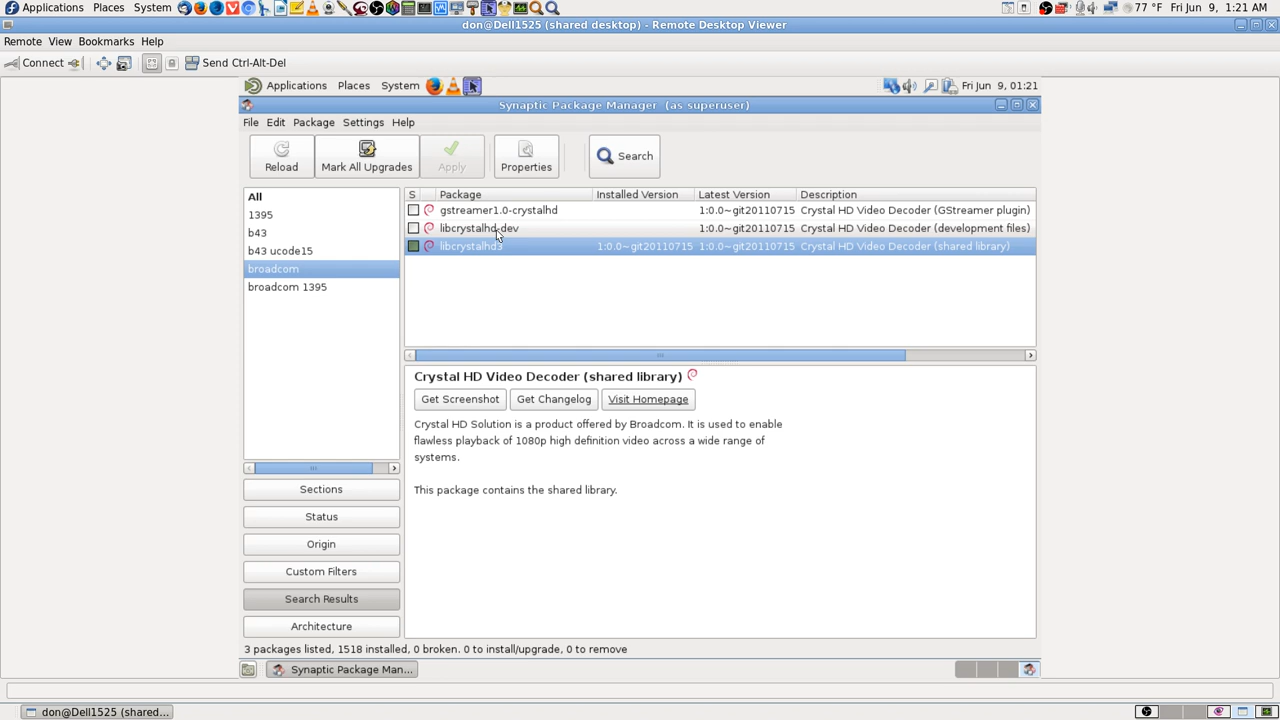 Applications Places System 77 °F Fri Jun 9, 1:21 AM
don@Dell1525 (shared desktop) - Remote Desktop Viewer
Remote View Bookmarks Help
Connect Send Ctrl-Alt-Del
Applications Places System Fri Jun 9, 01:21
Synaptic Package Manager (as superuser)
File Edit Package Settings Help
Reload Mark All Upgrades Apply Properties Search
All
1395
b43
b43 ucode15
broadcom
broadcom 1395
S Package Installed Version Latest Version Description
gstreamer1.0-crystalhd 1:0.0~git20110715 Crystal HD Video Decoder (GStreamer plugin)
libcrystalhd-dev 1:0.0~git20110715 Crystal HD Video Decoder (development files)
libcrystalhd3 1:0.0~git20110715 1:0.0~git20110715 Crystal HD Video Decoder (shared library)
Crystal HD Video Decoder (shared library)
Get Screenshot Get Changelog Visit Homepage
Crystal HD Solution is a product offered by Broadcom. It is used to enable
flawless playback of 1080p high definition video across a wide range of
systems.
This package contains the shared library.
Sections
Status
Origin
Custom Filters
Search Results
Architecture
3 packages listed, 1518 installed, 0 broken. 0 to install/upgrade, 0 to remove
Synaptic Package Man...
don@Dell1525 (shared...